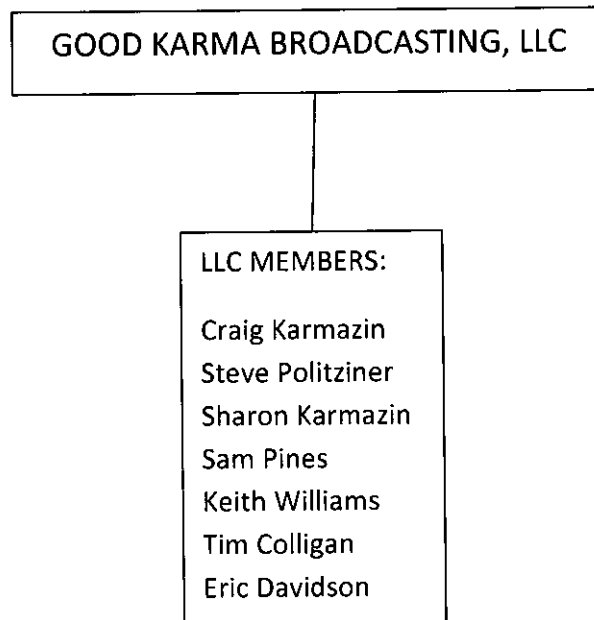 GOOD KARMA BROADCASTING, LLC
LLC MEMBERS:
Craig Karmazin
Steve Politziner
Sharon Karmazin
Sam Pines
Keith Williams
Tim Colligan
Eric Davidson